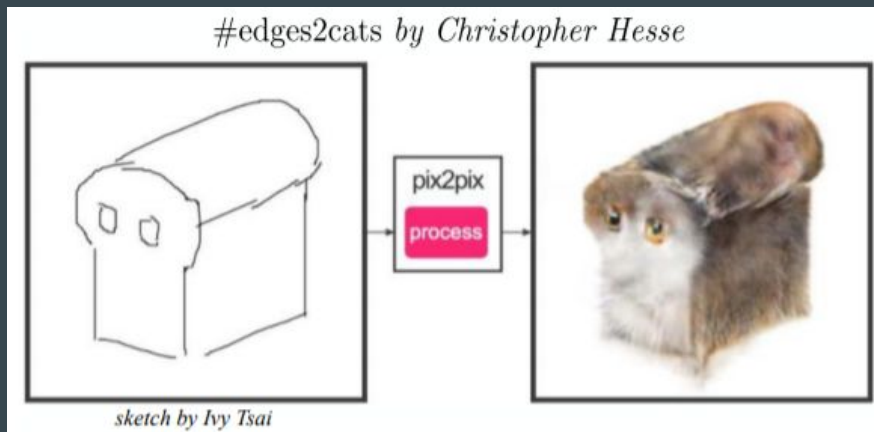 #edges2cats by Christopher Hesse
pix2pix
process
sketch by Ivy Tsai